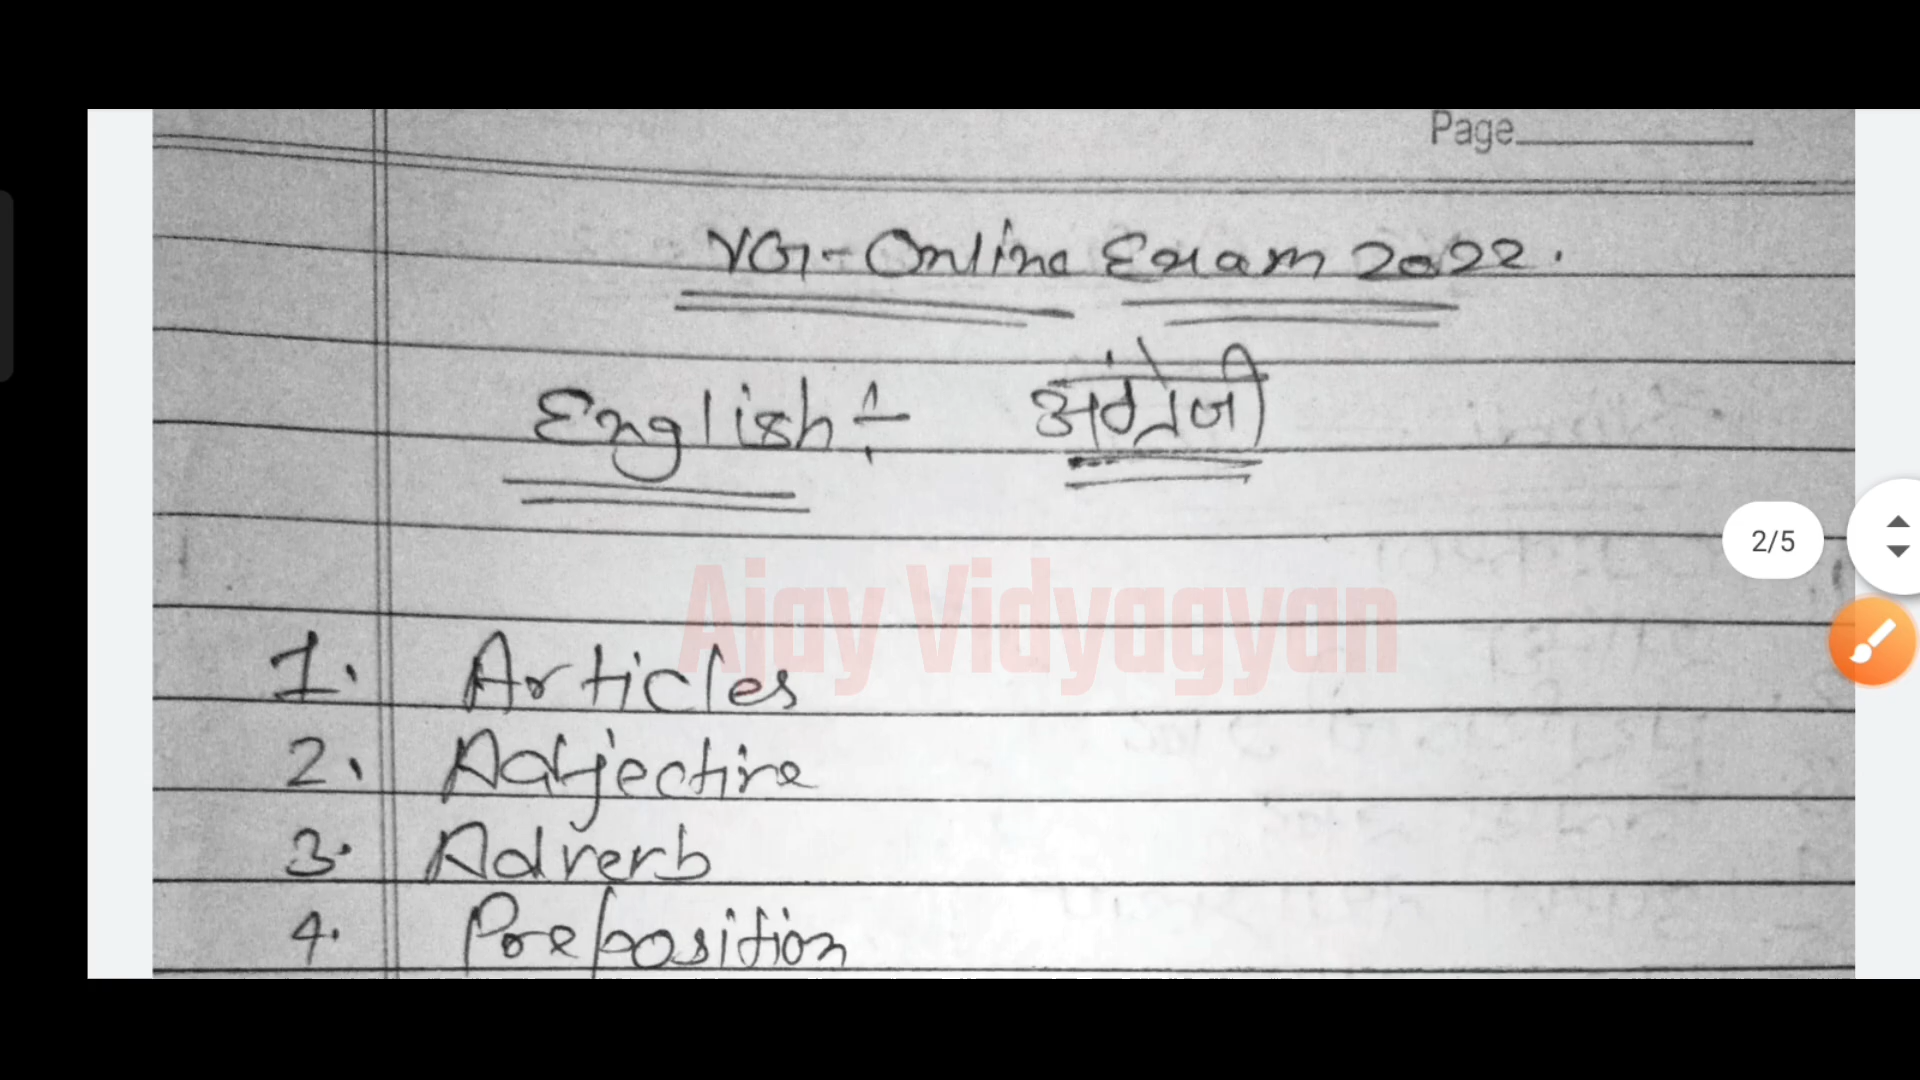 Page
VG-Online Exam 2022.
English :- अंग्रेजी
2/5
Ajay Vidyagyan
1. Articles
2. Adjective
3. Adverb
4. Preposition